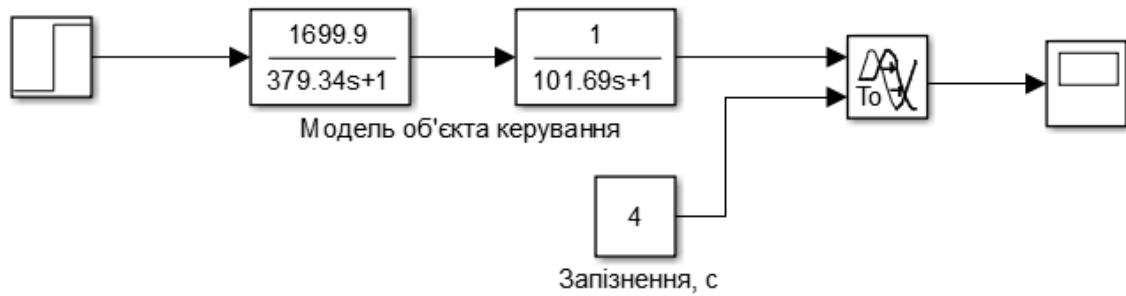 1699.9
379.34s+1
1
101.69s+1
Модель об'єкта керування
To
4
Запізнення, с